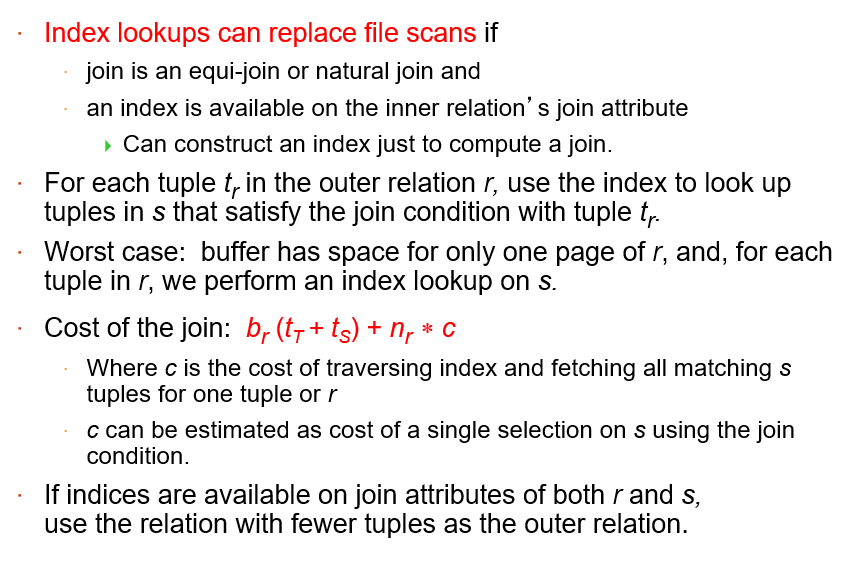 · Index lookups can replace file scans if
· join is an equi-join or natural join and
· an index is available on the inner relation’s join attribute
Can construct an index just to compute a join.
· For each tuple tr in the outer relation r, use the index to look up
tuples in s that satisfy the join condition with tuple tr.
· Worst case: buffer has space for only one page of r, and, for each
tuple in r, we perform an index lookup on s.
· Cost of the join: br (tT + tS) + nr * c
· Where c is the cost of traversing index and fetching all matching s
tuples for one tuple or r
· c can be estimated as cost of a single selection on s using the join
condition.
· If indices are available on join attributes of both r and s,
use the relation with fewer tuples as the outer relation.